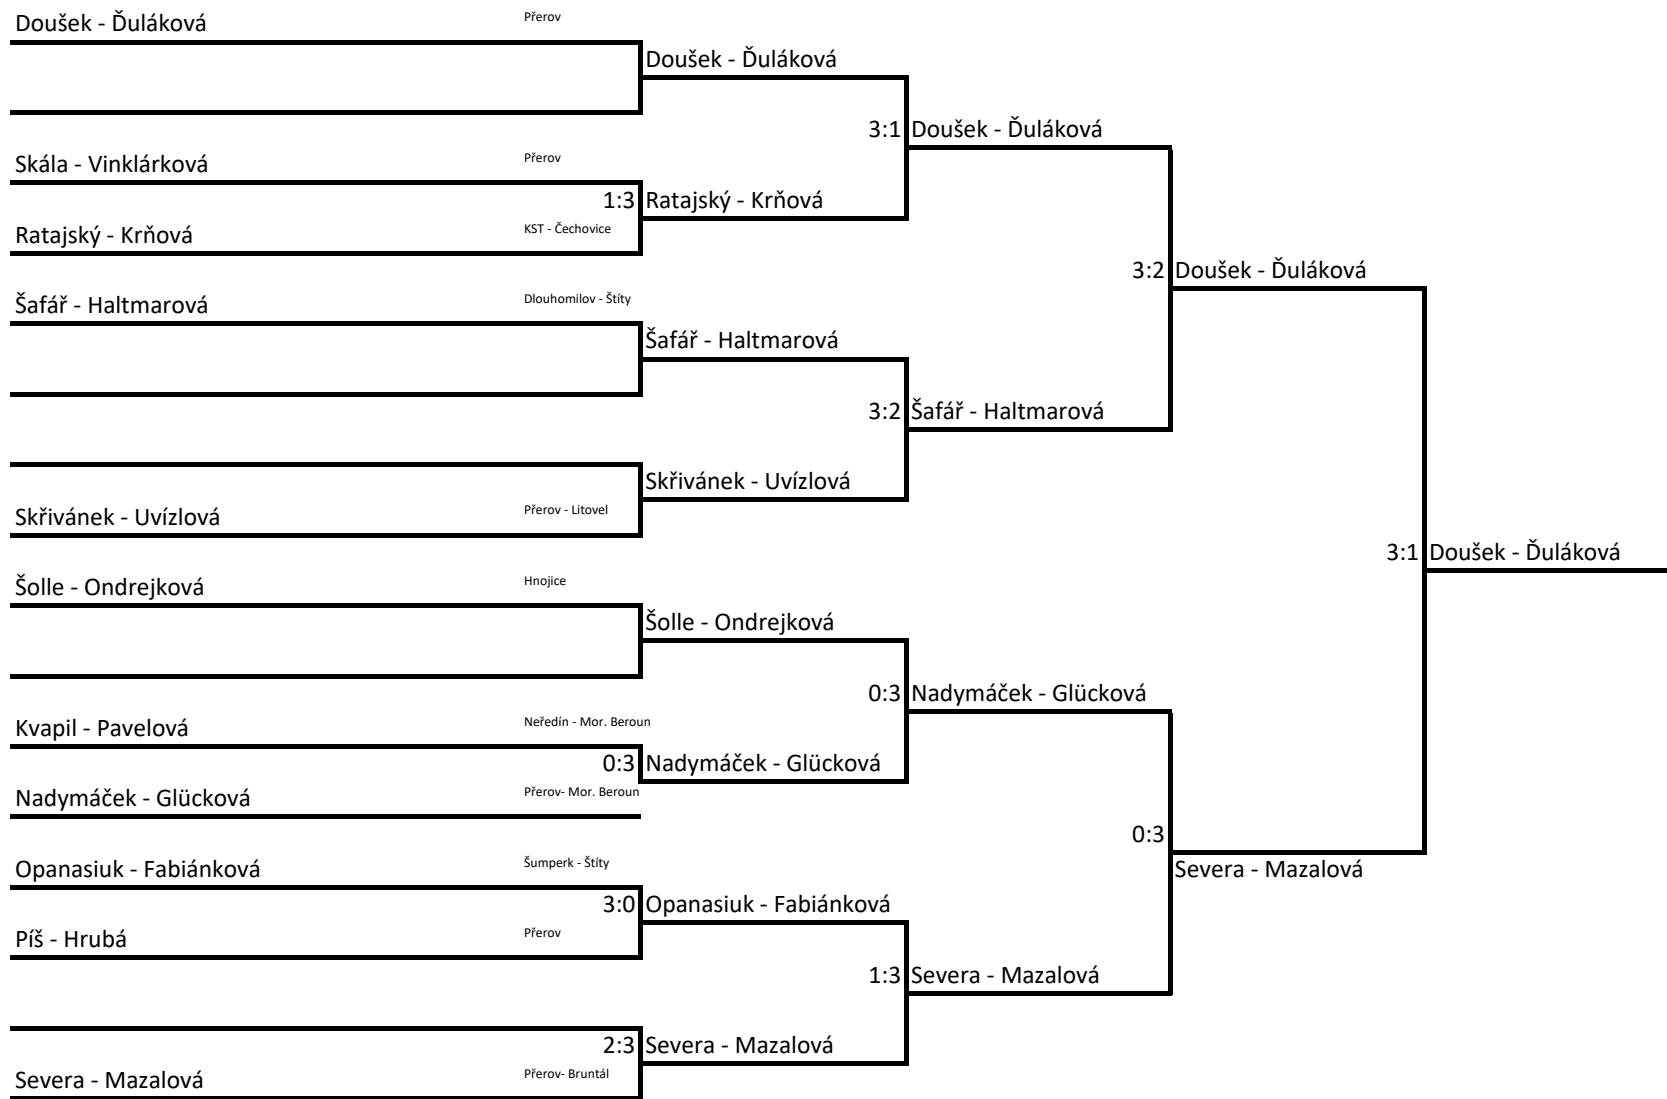 Doušek - Ďuláková Přerov
Doušek - Ďuláková
3:1 Doušek - Ďuláková
Skála - Vinklárková Přerov
1:3 Ratajský - Krňová
Ratajský - Krňová KST - Čechovice
3:2 Doušek - Ďuláková
Šafář - Haltmarová Dlouhomilov - Štíty
Šafář - Haltmarová
3:2 Šafář - Haltmarová
Skřivánek - Uvízlová
Skřivánek - Uvízlová Přerov - Litovel
3:1 Doušek - Ďuláková
Šolle - Ondrejková Hnojice
Šolle - Ondrejková
0:3 Nadymáček - Glücková
Kvapil - Pavelová Neředín - Mor. Beroun
0:3 Nadymáček - Glücková
Nadymáček - Glücková Přerov- Mor. Beroun
0:3
Opanasiuk - Fabiánková Šumperk - Štíty
Severa - Mazalová
3:0 Opanasiuk - Fabiánková
Píš - Hrubá Přerov
1:3 Severa - Mazalová
2:3 Severa - Mazalová
Severa - Mazalová Přerov- Bruntál